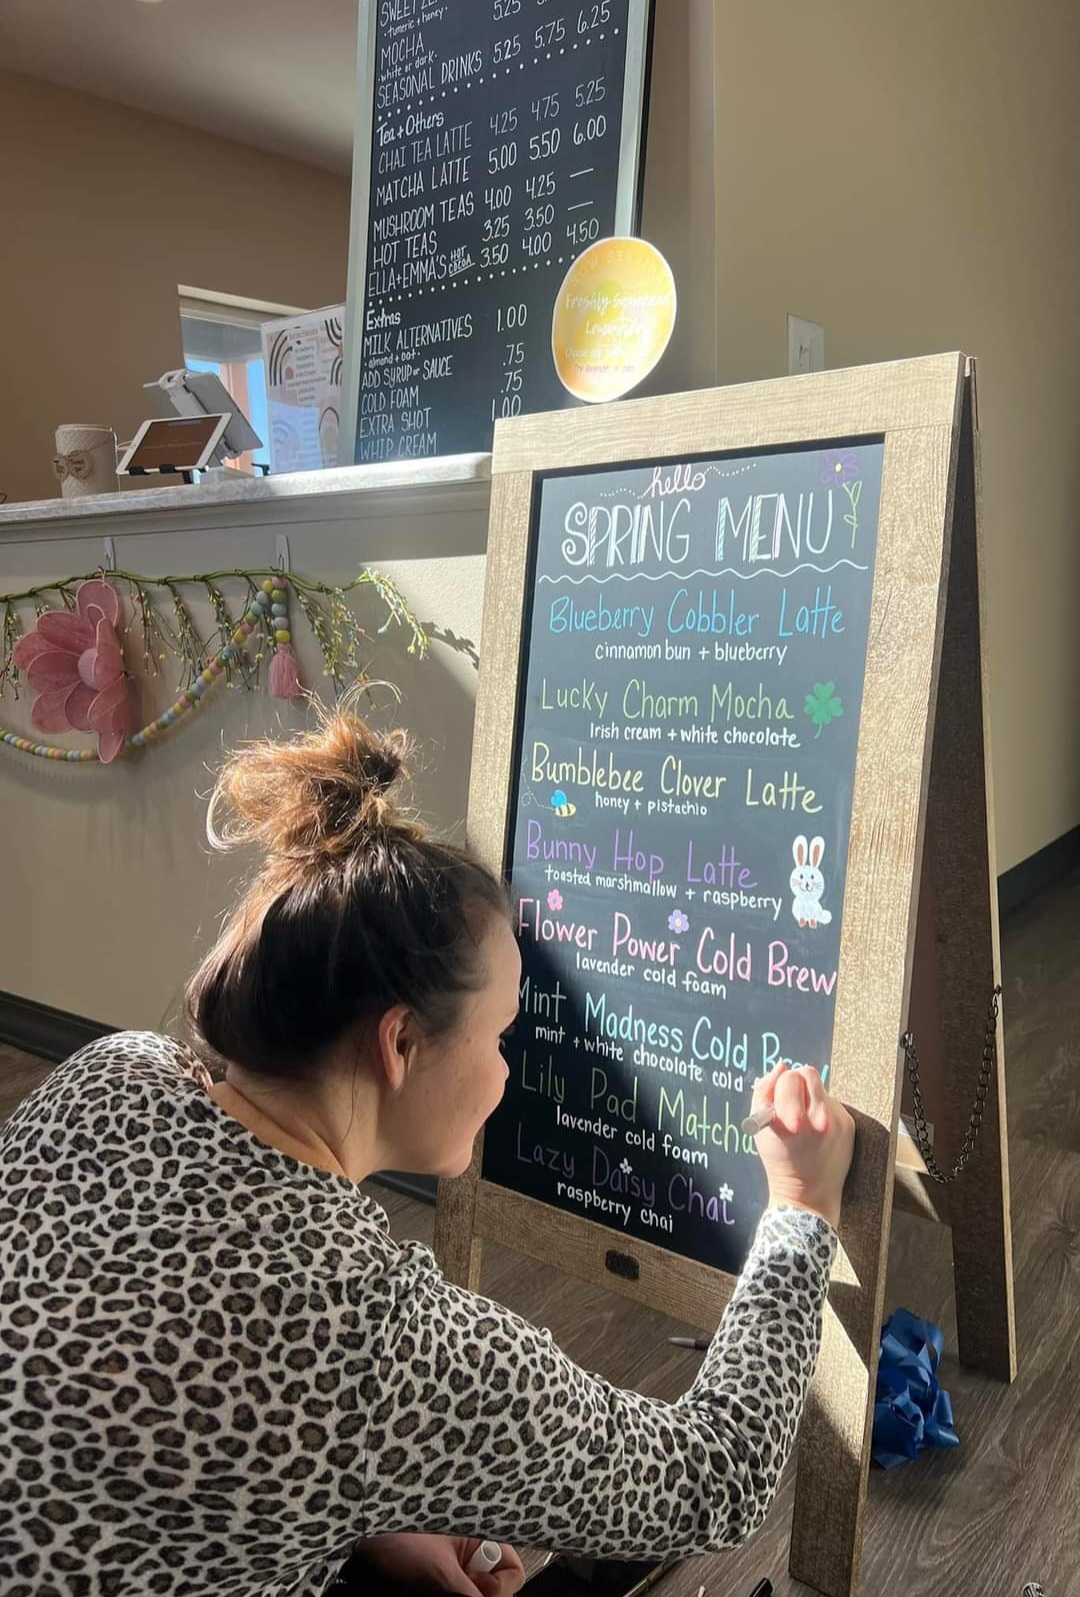 5.25
· tumeric + honey ·
MOCHA
· white or dark · 5.25 5.75 6.25
SEASONAL DRINKS
Tea + Others
CHAI TEA LATTE 4.25 4.75 5.25
MATCHA LATTE 5.00 5.50 6.00
MUSHROOM TEAS 4.00 4.25 —
HOT TEAS 3.25 3.50 —
ELLA+EMMA'S HOT COCOA 3.50 4.00 4.50
Extras
MILK ALTERNATIVES 1.00
· almond + oat ·
ADD SYRUP or SAUCE .75
COLD FOAM .75
EXTRA SHOT 1.00
WHIP CREAM
NOW SERVING
Freshly Squeezed
hello
SPRING MENU
Blueberry Cobbler Latte
cinnamon bun + blueberry
Lucky Charm Mocha
Irish cream + white chocolate
Bumblebee Clover Latte
honey + pistachio
Bunny Hop Latte
toasted marshmallow + raspberry
Flower Power Cold Brew
lavender cold foam
Mint Madness Cold Brew
mint + white chocolate cold
Lily Pad Matcha
lavender cold foam
Lazy Daisy Chai
raspberry chai